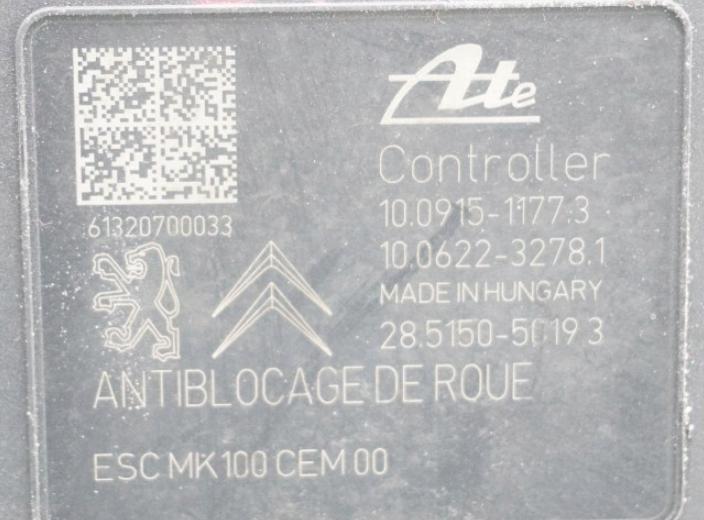 Ate
Controller
61320700033
10.0915-1177.3
10.0622-3278.1
MADE IN HUNGARY
28.5150-5019 3
ANTIBLOCAGE DE ROUE
ESC MK100 CEM 00